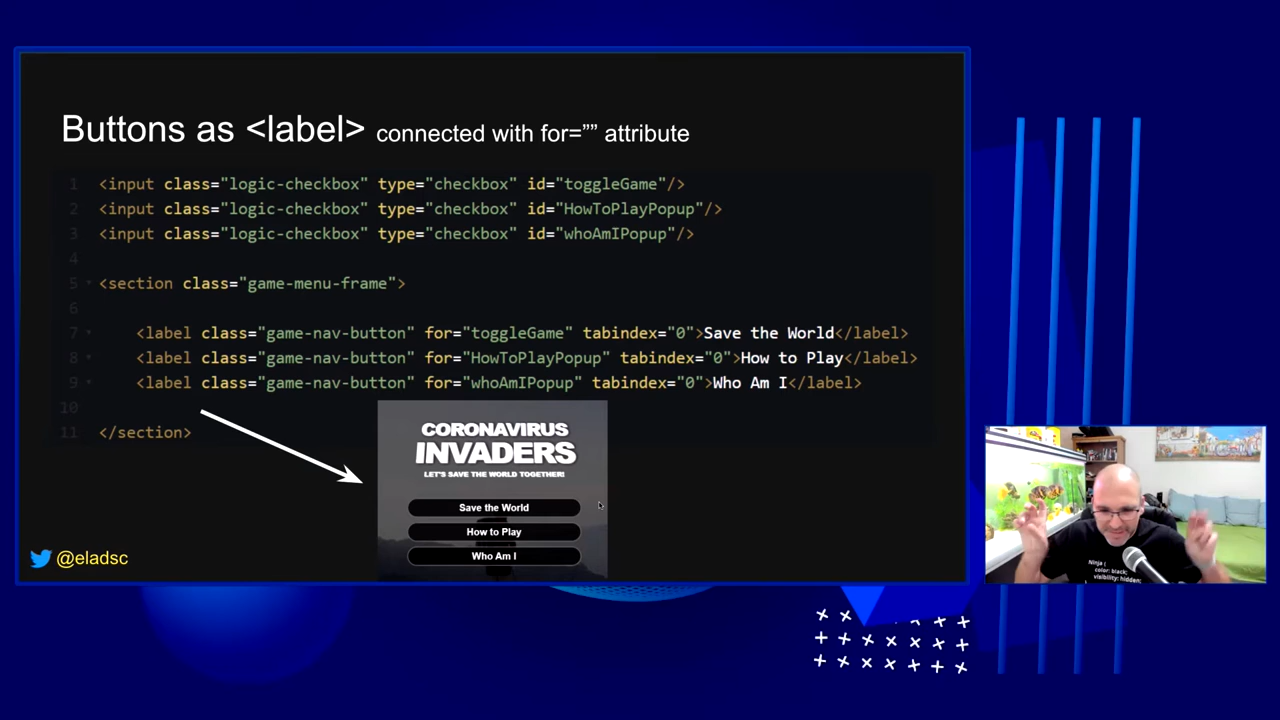 Buttons as <label> connected with for=”” attribute
1 <input class="logic-checkbox" type="checkbox" id="toggleGame"/>
2 <input class="logic-checkbox" type="checkbox" id="HowToPlayPopup"/>
3 <input class="logic-checkbox" type="checkbox" id="whoAmIPopup"/>
4
5 <section class="game-menu-frame">
6
7 <label class="game-nav-button" for="toggleGame" tabindex="0">Save the World</label>
8 <label class="game-nav-button" for="HowToPlayPopup" tabindex="0">How to Play</label>
9 <label class="game-nav-button" for="whoAmIPopup" tabindex="0">Who Am I</label>
10
11 </section>
CORONAVIRUS
INVADERS
LET'S SAVE THE WORLD TOGETHER!
Save the World
How to Play
Who Am I
@eladsc
Ninja {
color: black;
visibility: hidden;